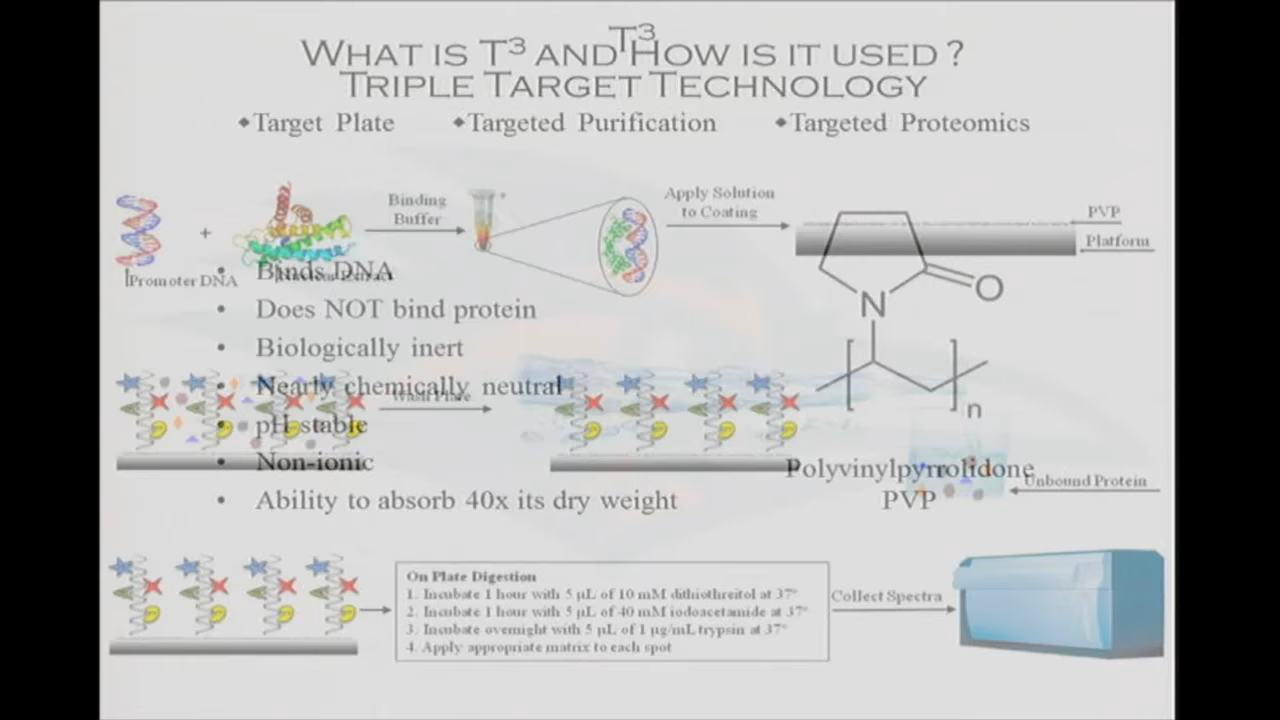 T³
WHAT IS T³ AND HOW IS IT USED ?
TRIPLE TARGET TECHNOLOGY
◆Target Plate ◆Targeted Purification ◆Targeted Proteomics
Binding
Buffer
Apply Solution
to Coating
PVP
Platform
+
Promoter DNA
• Binds DNA
• Does NOT bind protein
• Biologically inert
• Nearly chemically neutral
Wash Plate
• pH stable
• Non-ionic
• Ability to absorb 40x its dry weight
N
O
n
Polyvinylpyrrolidone
PVP
Unbound Protein
On Plate Digestion
1. Incubate 1 hour with 5 µL of 10 mM dithiothreitol at 37°
2. Incubate 1 hour with 5 µL of 40 mM iodoacetamide at 37°
3. Incubate overnight with 5 µL of 1 µg/mL trypsin at 37°
4. Apply appropriate matrix to each spot
Collect Spectra